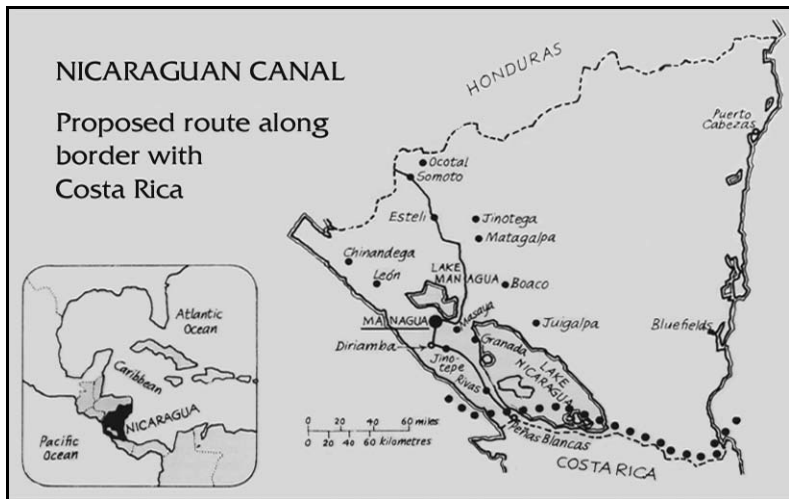 NICARAGUAN CANAL
Proposed route along
border with
Costa Rica
HONDURAS
Puerto
Cabezas
Ocotal
Somoto
Esteli
Jinotega
Matagalpa
Chinandega
León
LAKE
MANAGUA
Boaco
MANAGUA
Masaya
Juigalpa
Bluefields
Diriamba
Granada
Jino-
tepe
LAKE
NICARAGUA
Rivas
Peñas Blancas
COSTA RICA
0 20 40 60 miles
0 20 40 60 kilometres
Atlantic
Ocean
Caribbean
NICARAGUA
Pacific
Ocean